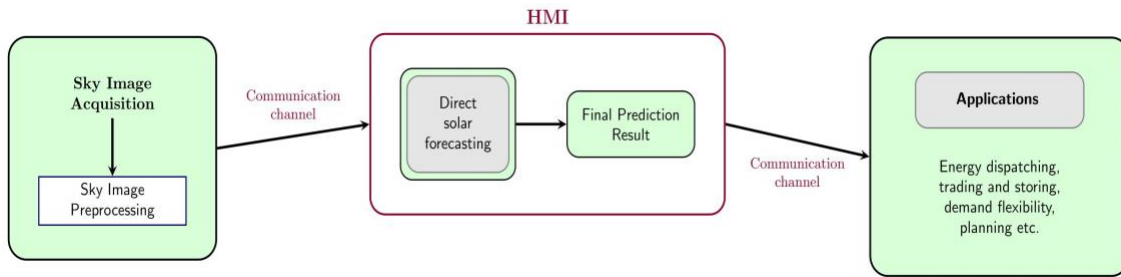 HMI
Sky Image
Acquisition
Sky Image
Preprocessing
Communication
channel
Direct
solar
forecasting
Final Prediction
Result
Communication
channel
Applications
Energy dispatching,
trading and storing,
demand flexibility,
planning etc.